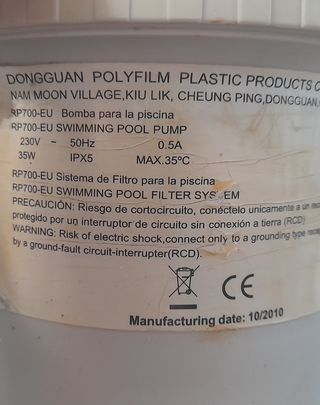 DONGGUAN POLYFILM PLASTIC PRODUCTS
NAM MOON VILLAGE,KIU LIK, CHEUNG PING,DONGGUAN,
RP700-EU Bomba para la piscina
RP700-EU SWIMMING POOL PUMP
230V ~ 50Hz 0.5A
35W IPX5 MAX.35ºC
RP700-EU Sistema de Filtro para la piscina
RP700-EU SWIMMING POOL FILTER SYSTEM
PRECAUCIÓN: Riesgo de cortocircuito, conéctelo unicamente a un
protegido por un interruptor de circuito sin conexión a tierra (RCD)
WARNING: Risk of electric shock,connect only to a grounding type
by a ground-fault circuit-interrupter(RCD).
CE
Manufacturing date: 10/2010